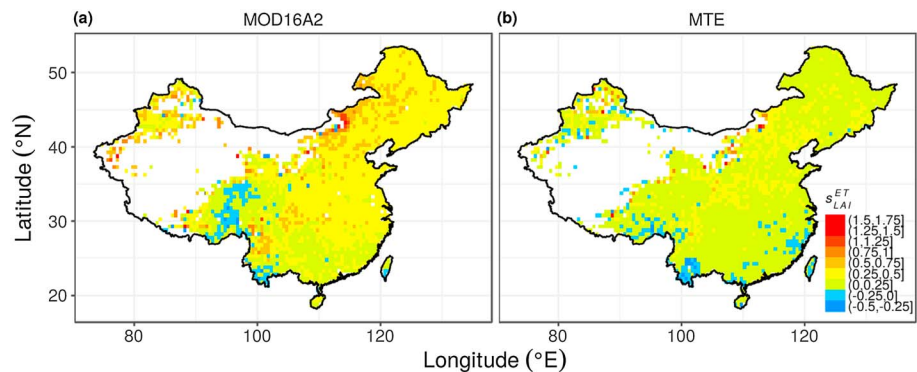 (a) MOD16A2 (b) MTE
50
40
30
20
80 100 120 80 100 120
Latitude (°N)
Longitude (°E)
s ET LAI
(1.5,1.75]
(1.25,1.5]
(1,1.25]
(0.75,1]
(0.5,0.75]
(0.25,0.5]
(0,0.25]
(-0.25,0]
(-0.5,-0.25]